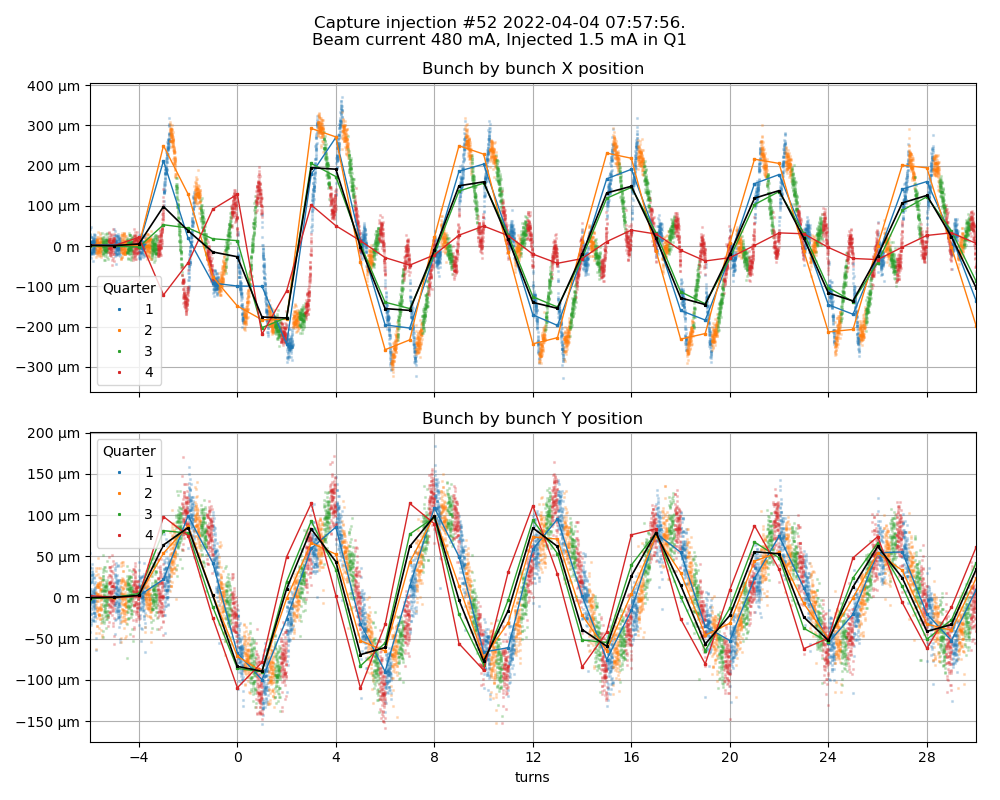 Capture injection #52 2022-04-04 07:57:56.
Beam current 480 mA, Injected 1.5 mA in Q1
Bunch by bunch X position
400 µm
300 µm
200 µm
100 µm
0 m
−100 µm
−200 µm
−300 µm
Quarter
1
2
3
4
Bunch by bunch Y position
200 µm
150 µm
100 µm
50 µm
0 m
−50 µm
−100 µm
−150 µm
Quarter
1
2
3
4
−4 0 4 8 12 16 20 24 28
turns